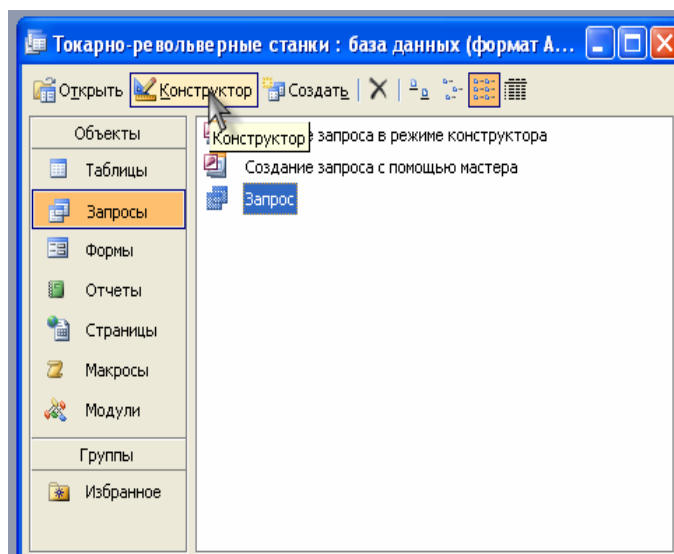 Токарно-револьверные станки : база данных (формат A...
Открыть Конструктор Создать
Объекты
Таблицы
Запросы
Формы
Отчеты
Страницы
Макросы
Модули
Группы
Избранное
запроса в режиме конструктора
Конструктор
Создание запроса с помощью мастера
Запрос